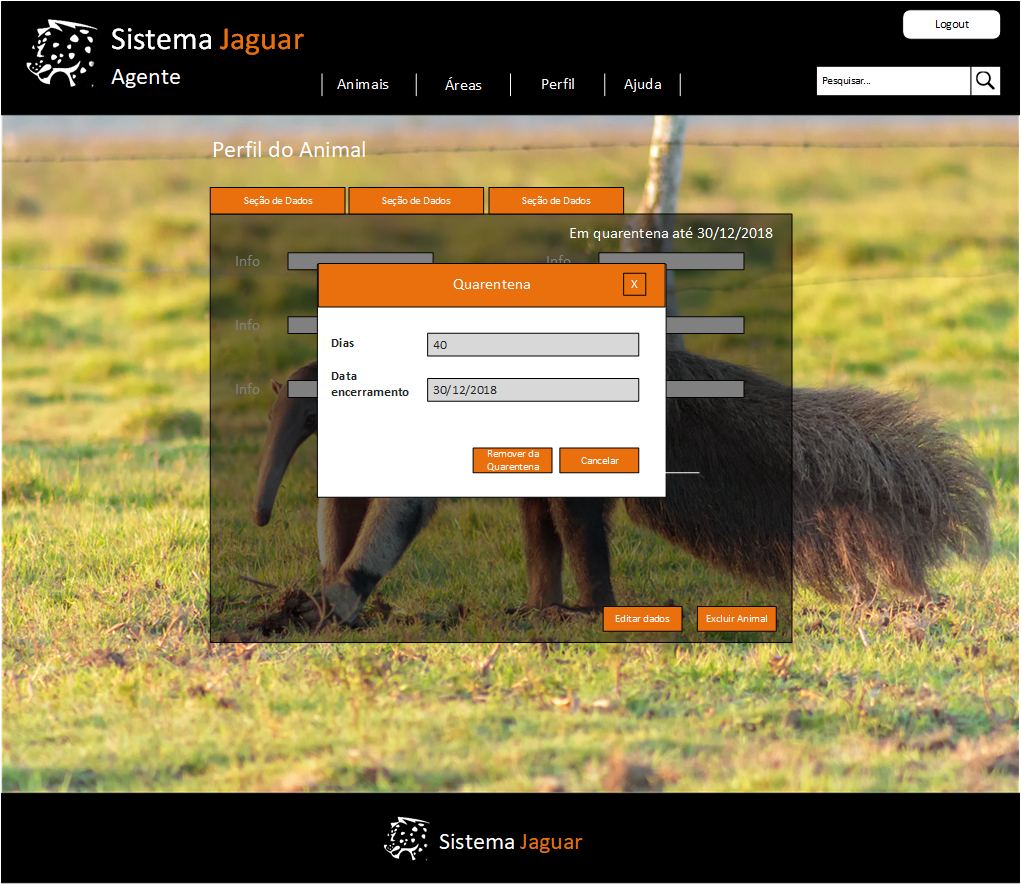 Sistema Jaguar
Agente
Logout
Animais
Áreas
Perfil
Ajuda
Pesquisar...
Perfil do Animal
Seção de Dados
Seção de Dados
Seção de Dados
Em quarentena até 30/12/2018
Info
Info
Quarentena
X
Info
Dias
40
Info
Data
encerramento
30/12/2018
Remover da
Quarentena
Cancelar
Editar dados
Excluir Animal
Sistema Jaguar